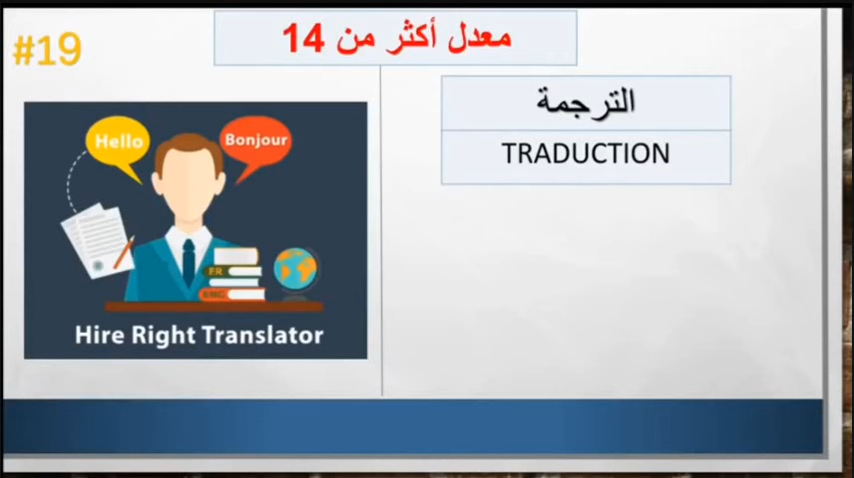 #19
معدل أكثر من 14
الترجمة
TRADUCTION
Hello
Bonjour
FR
ENG
Hire Right Translator